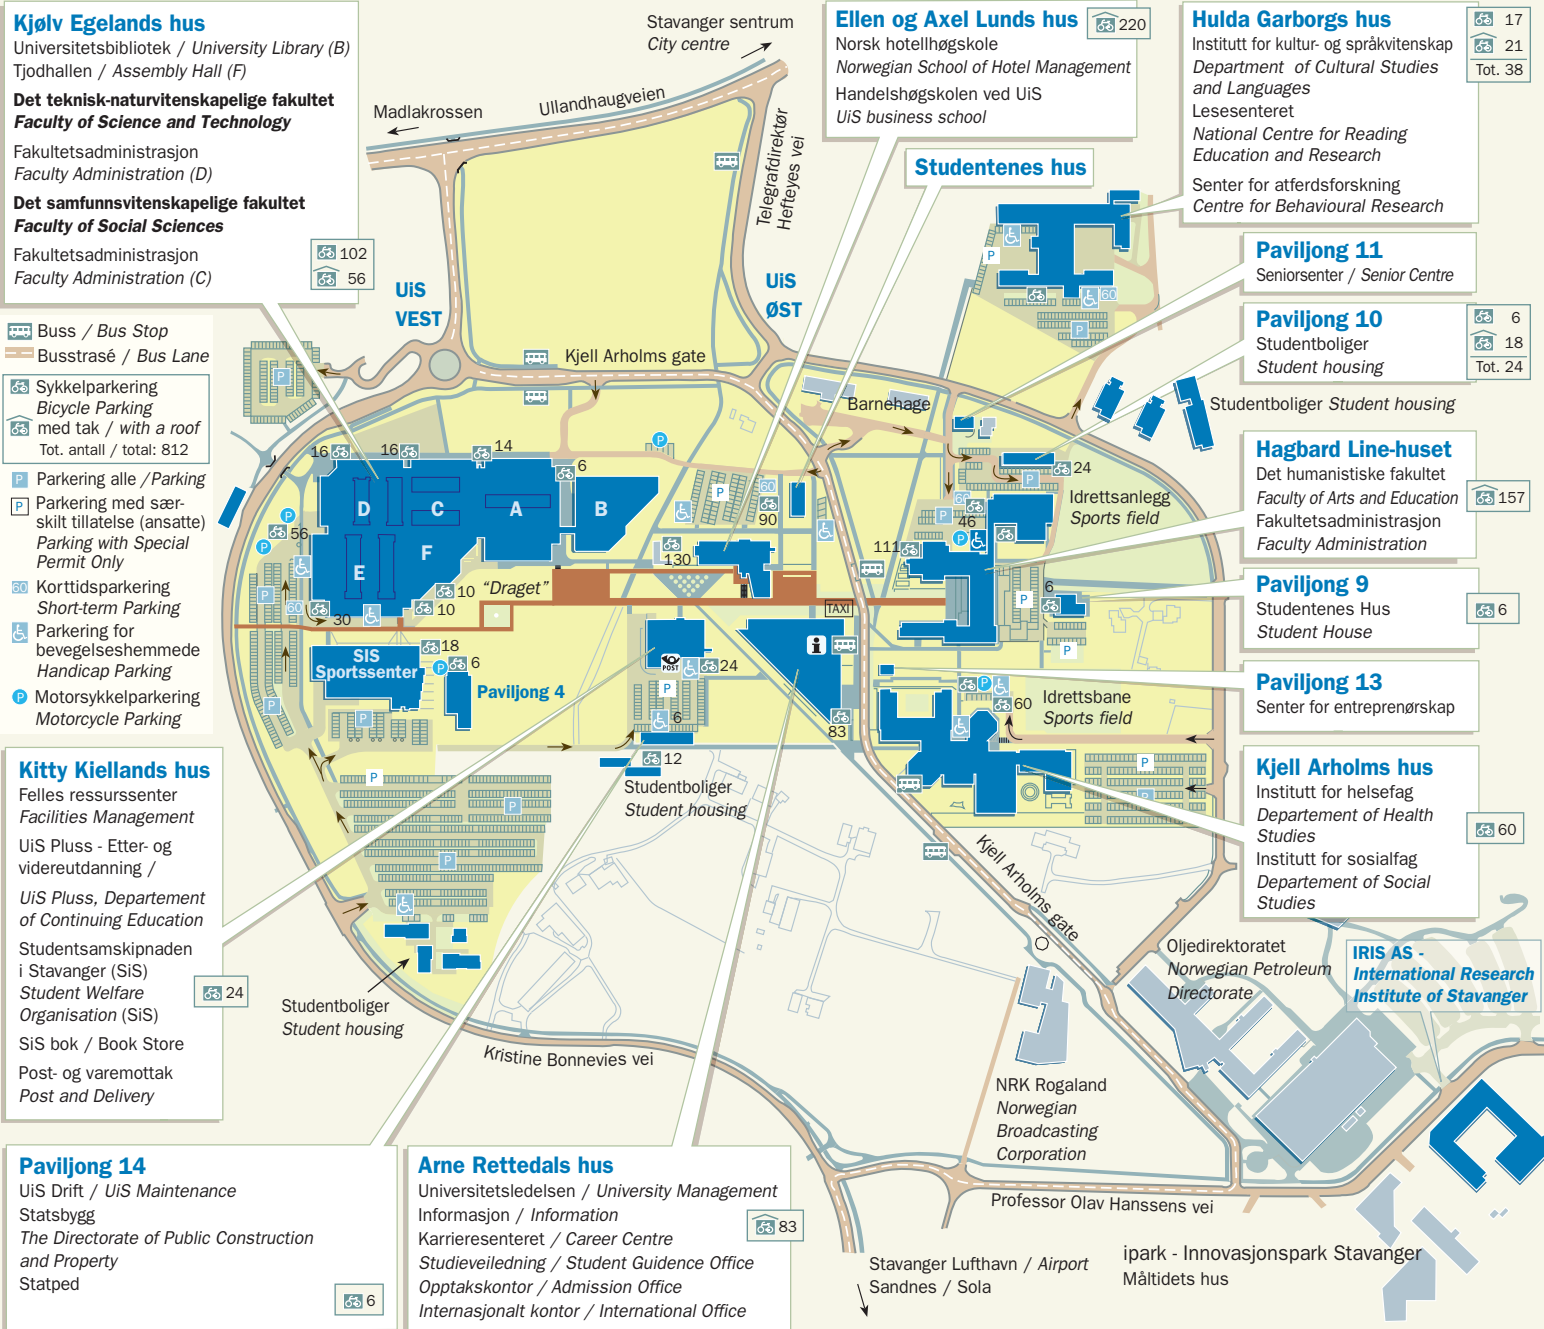 Kjølv Egelands hus
Universitetsbibliotek / University Library (B)
Tjodhallen / Assembly Hall (F)
Det teknisk-naturvitenskapelige fakultet
Faculty of Science and Technology
Fakultetsadministrasjon
Faculty Administration (D)
Det samfunnsvitenskapelige fakultet
Faculty of Social Sciences
Fakultetsadministrasjon
Faculty Administration (C)
102
56
Buss / Bus Stop
Busstrasé / Bus Lane
Sykkelparkering
Bicycle Parking
med tak / with a roof
Tot. antall / total: 812
P Parkering alle /Parking
P Parkering med sær-
skilt tillatelse (ansatte)
Parking with Special
Permit Only
60 Korttidsparkering
Short-term Parking
Parkering for
bevegelseshemmede
Handicap Parking
P Motorsykkelparkering
Motorcycle Parking
Kitty Kiellands hus
Felles ressurssenter
Facilities Management
UiS Pluss - Etter- og
videreutdanning /
UiS Pluss, Departement
of Continuing Education
Studentsamskipnaden
i Stavanger (SiS)
Student Welfare
Organisation (SiS)
SiS bok / Book Store
Post- og varemottak
Post and Delivery
24
Paviljong 14
UiS Drift / UiS Maintenance
Statsbygg
The Directorate of Public Construction
and Property
Statped
6
Arne Rettedals hus
Universitetsledelsen / University Management
Informasjon / Information
Karrieresenteret / Career Centre
Studieveiledning / Student Guidance Office
Opptakskontor / Admission Office
Internasjonalt kontor / International Office
83
Ellen og Axel Lunds hus
220
Norsk hotellhøgskole
Norwegian School of Hotel Management
Handelshøgskolen ved UiS
UiS business school
Studentenes hus
Hulda Garborgs hus
Institutt for kultur- og språkvitenskap
Department of Cultural Studies
and Languages
Lesesenteret
National Centre for Reading
Education and Research
Senter for atferdsforskning
Centre for Behavioural Research
17
21
Tot. 38
Paviljong 11
Seniorsenter / Senior Centre
Paviljong 10
Studentboliger
Student housing
6
18
Tot. 24
Studentboliger Student housing
Hagbard Line-huset
Det humanistiske fakultet
Faculty of Arts and Education
Fakultetsadministrasjon
Faculty Administration
157
Paviljong 9
Studentenes Hus
Student House
6
Paviljong 13
Senter for entreprenørskap
Kjell Arholms hus
Institutt for helsefag
Departement of Health
Studies
Institutt for sosialfag
Departement of Social
Studies
60
IRIS AS -
International Research
Institute of Stavanger
Stavanger sentrum
City centre
Madlakrossen
Ullandhaugveien
Telegrafdirektør
Hefteyes vei
UiS
VEST
UiS
ØST
Kjell Arholms gate
Barnehage
P
P
P
60
P
16
16
14
6
D
C
A
B
E
F
56
P
P
P
60
30
10
10
"Draget"
P
P
60
90
130
TAXI
P
60
46
P
111
P
24
Idrettsanlegg
Sports field
P
6
P
SIS
Sportssenter
18
P
6
Paviljong 4
P
P
POST
24
P
6
i
83
P
60
Idrettsbane
Sports field
P
P
P
P
P
12
Studentboliger
Student housing
Studentboliger
Student housing
Kristine Bonnevies vei
Kjell Arholms gate
Oljedirektoratet
Norwegian Petroleum
Directorate
NRK Rogaland
Norwegian
Broadcasting
Corporation
Professor Olav Hanssens vei
Stavanger Lufthavn / Airport
Sandnes / Sola
ipark - Innovasjonspark Stavanger
Måltidets hus